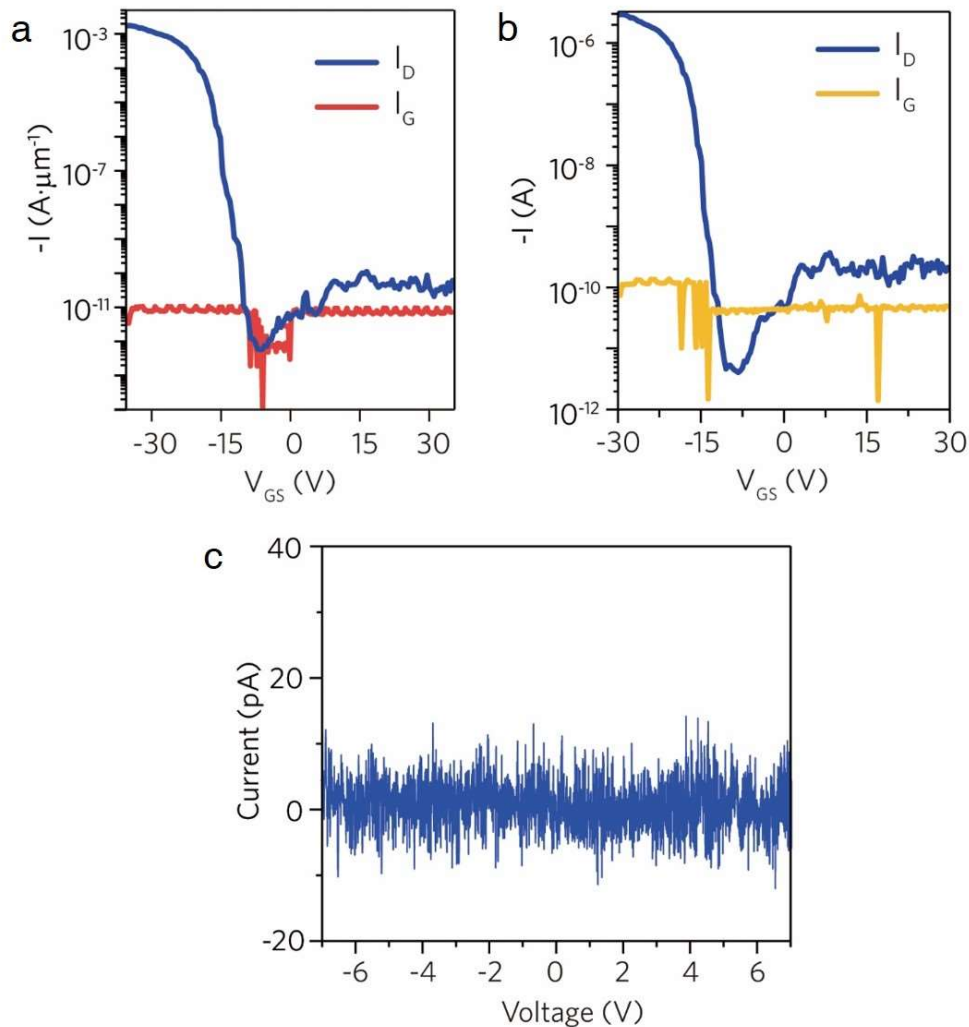 a
10⁻³
10⁻⁷
10⁻¹¹
-I (A·μm⁻¹)
I_D
I_G
-30 -15 0 15 30
V_GS (V)
b
10⁻⁶
10⁻⁸
10⁻¹⁰
10⁻¹²
-I (A)
I_D
I_G
-30 -15 0 15 30
V_GS (V)
c
40
20
0
-20
Current (pA)
-6 -4 -2 0 2 4 6
Voltage (V)